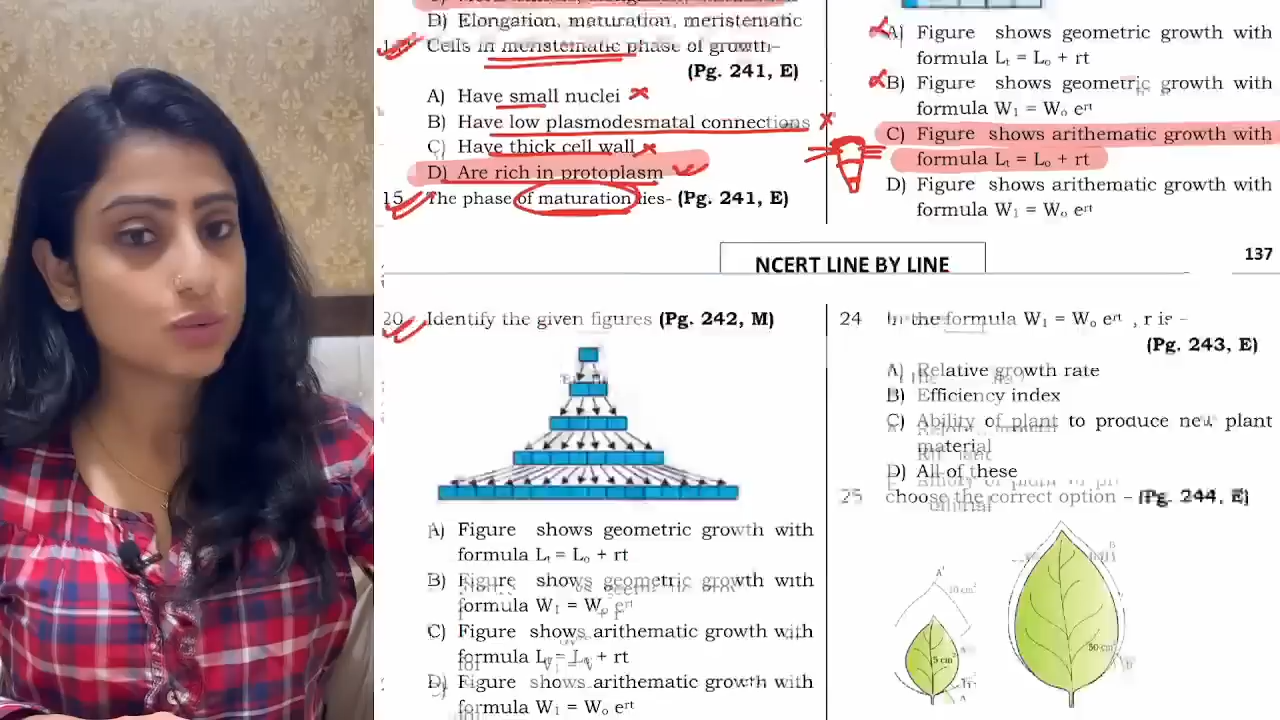 B) Elongation, maturation, meristematic
Cells in meristematic phase of growth-
(Pg. 241, E)
A) Have small nuclei
B) Have low plasmodesmatal connections
C) Have thick cell wall
D) Are rich in protoplasm
15 The phase of maturation lies- (Pg. 241, E)
A) Figure shows geometric growth with
formula Lt = Lo + rt
B) Figure shows geometric growth with
formula W1 = Wo ert
C) Figure shows arithematic growth with
formula Lt = Lo + rt
D) Figure shows arithematic growth with
formula W1 = Wo ert
137
NCERT LINE BY LINE
20 Identify the given figures (Pg. 242, M)
A) Figure shows geometric growth with
formula Lt = Lo + rt
B) Figure shows geometric growth with
formula W1 = Wo ert
C) Figure shows arithematic growth with
formula Lt = Lo + rt
D) Figure shows arithematic growth with
formula W1 = Wo ert
24 In the formula W1 = Wo ert , r is -
(Pg. 243, E)
A) Relative growth rate
B) Efficiency index
C) Ability of plant to produce new plant
material
D) All of these
25 choose the correct option - (Pg. 244, E)
A'
10 cm2
5 cm2
A
50 cm2